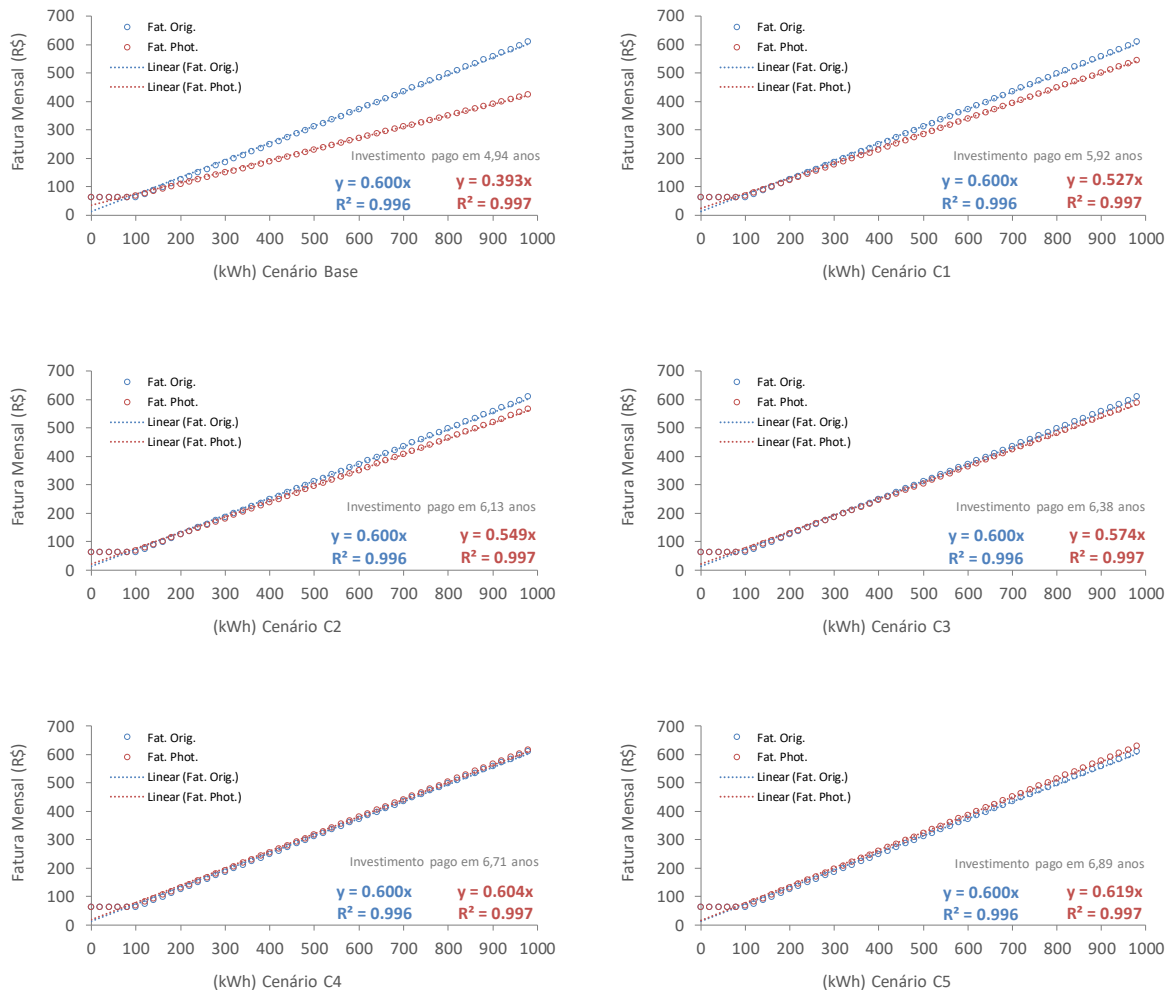 700
600
500
400
300
200
100
0
Fatura Mensal (R$)
Fat. Orig.
Fat. Phot.
Linear (Fat. Orig.)
Linear (Fat. Phot.)
Investimento pago em 4,94 anos
y = 0.600x y = 0.393x
R² = 0.996 R² = 0.997
0 100 200 300 400 500 600 700 800 900 1000
(kWh) Cenário Base
700
600
500
400
300
200
100
0
Fatura Mensal (R$)
Fat. Orig.
Fat. Phot.
Linear (Fat. Orig.)
Linear (Fat. Phot.)
Investimento pago em 5,92 anos
y = 0.600x y = 0.527x
R² = 0.996 R² = 0.997
0 100 200 300 400 500 600 700 800 900 1000
(kWh) Cenário C1
700
600
500
400
300
200
100
0
Fatura Mensal (R$)
Fat. Orig.
Fat. Phot.
Linear (Fat. Orig.)
Linear (Fat. Phot.)
Investimento pago em 6,13 anos
y = 0.600x y = 0.549x
R² = 0.996 R² = 0.997
0 100 200 300 400 500 600 700 800 900 1000
(kWh) Cenário C2
700
600
500
400
300
200
100
0
Fatura Mensal (R$)
Fat. Orig.
Fat. Phot.
Linear (Fat. Orig.)
Linear (Fat. Phot.)
Investimento pago em 6,38 anos
y = 0.600x y = 0.574x
R² = 0.996 R² = 0.997
0 100 200 300 400 500 600 700 800 900 1000
(kWh) Cenário C3
700
600
500
400
300
200
100
0
Fatura Mensal (R$)
Fat. Orig.
Fat. Phot.
Linear (Fat. Orig.)
Linear (Fat. Phot.)
Investimento pago em 6,71 anos
y = 0.600x y = 0.604x
R² = 0.996 R² = 0.997
0 100 200 300 400 500 600 700 800 900 1000
(kWh) Cenário C4
700
600
500
400
300
200
100
0
Fatura Mensal (R$)
Fat. Orig.
Fat. Phot.
Linear (Fat. Orig.)
Linear (Fat. Phot.)
Investimento pago em 6,89 anos
y = 0.600x y = 0.619x
R² = 0.996 R² = 0.997
0 100 200 300 400 500 600 700 800 900 1000
(kWh) Cenário C5